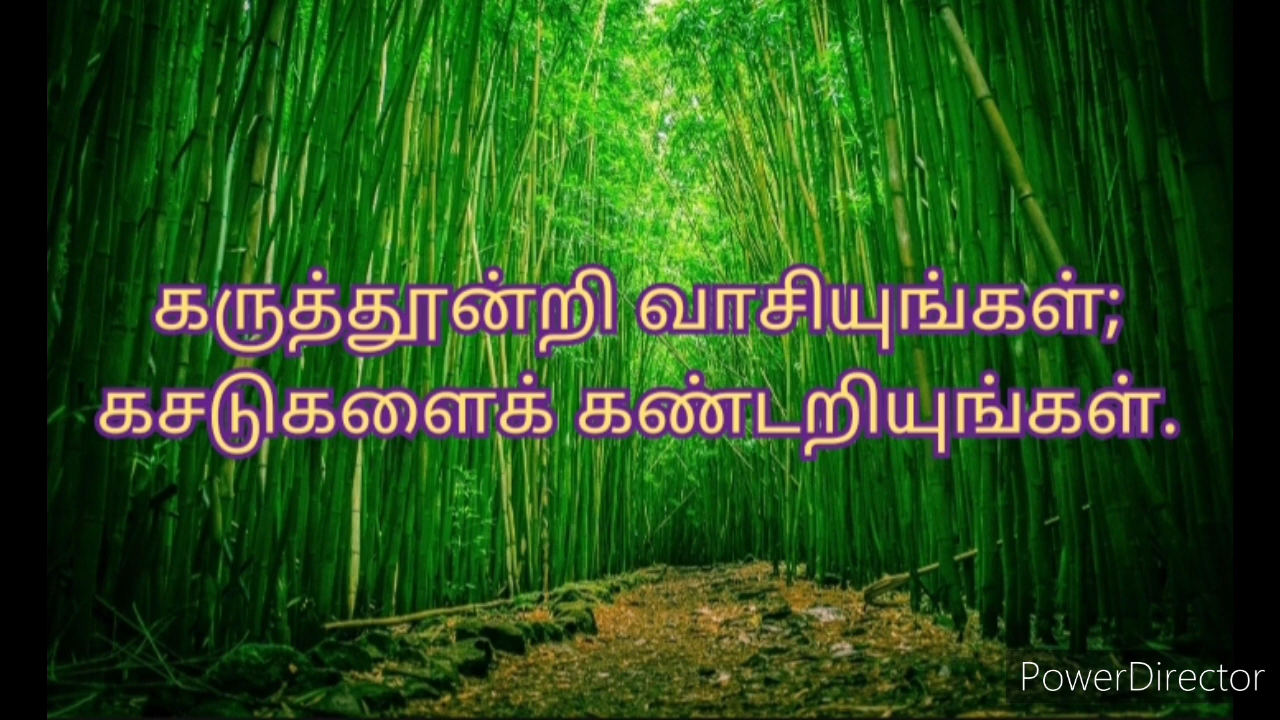 கருத்தூன்றி வாசியுங்கள்;
கசடுகளைக் கண்டறியுங்கள்.
PowerDirector